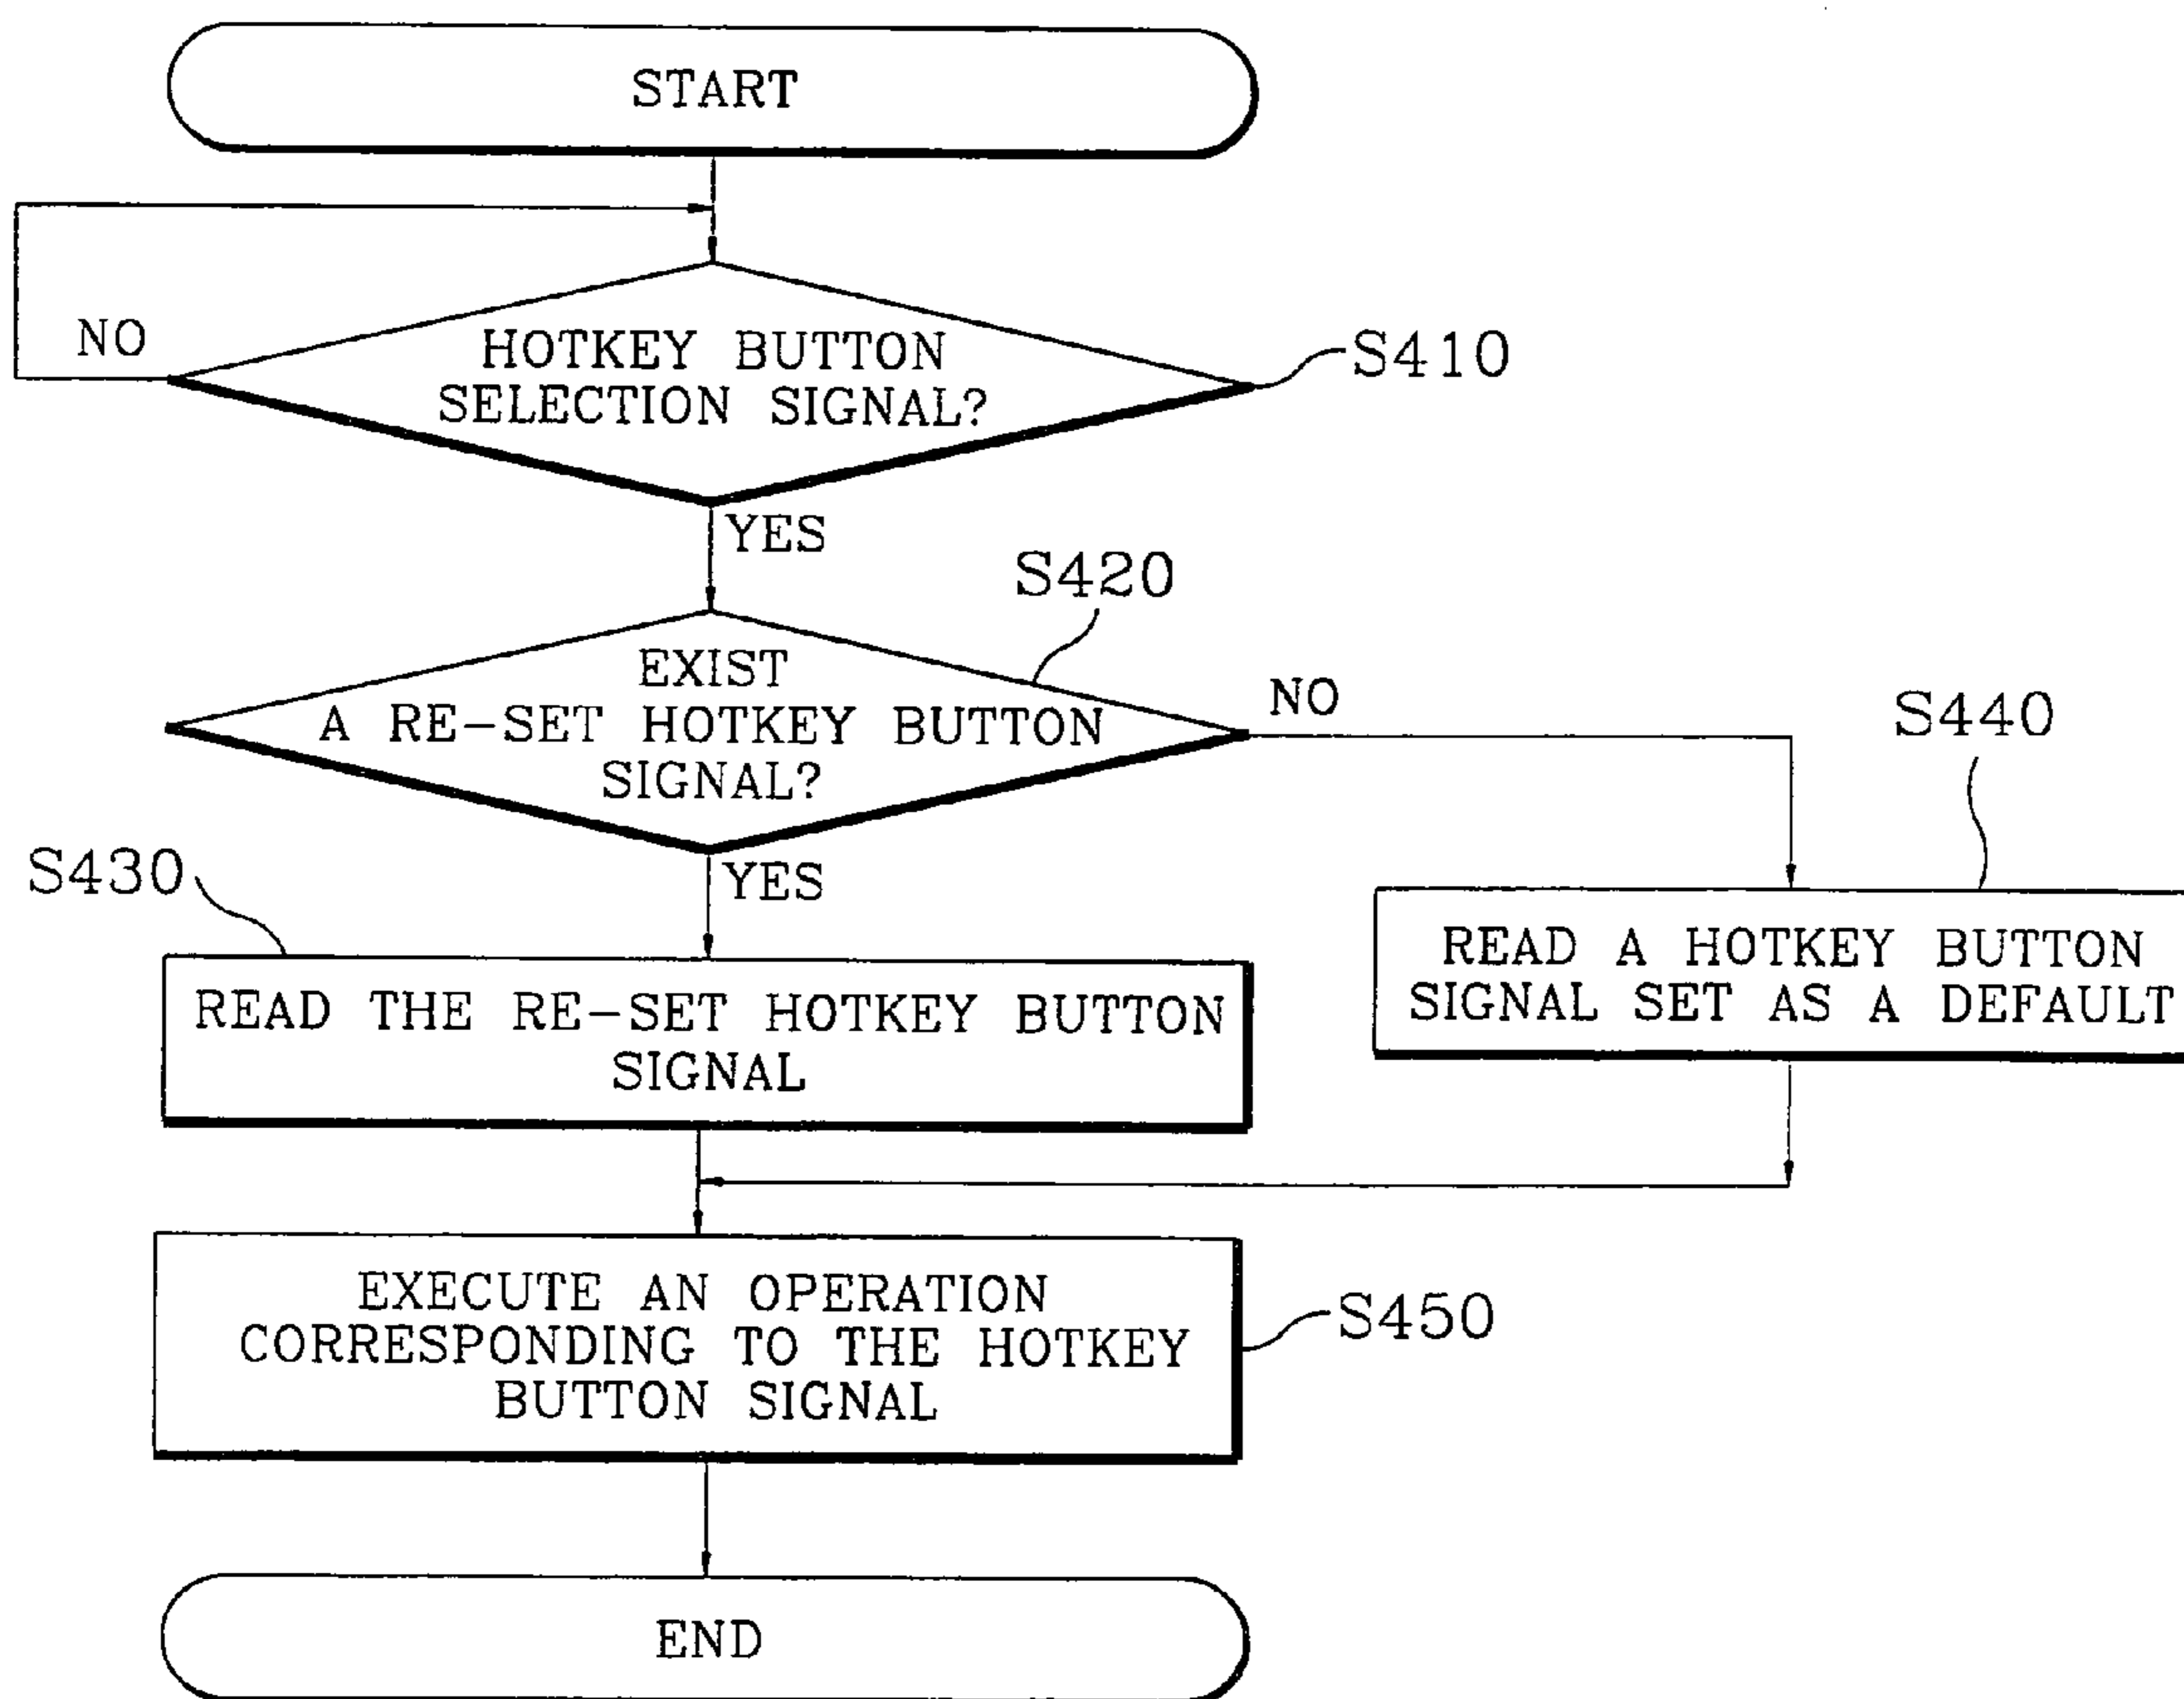 START
NO
HOTKEY BUTTON
SELECTION SIGNAL?
S410
YES
S420
EXIST
A RE-SET HOTKEY BUTTON
SIGNAL?
NO
S440
S430
YES
READ A HOTKEY BUTTON
SIGNAL SET AS A DEFAULT
READ THE RE-SET HOTKEY BUTTON
SIGNAL
EXECUTE AN OPERATION
CORRESPONDING TO THE HOTKEY
BUTTON SIGNAL
S450
END